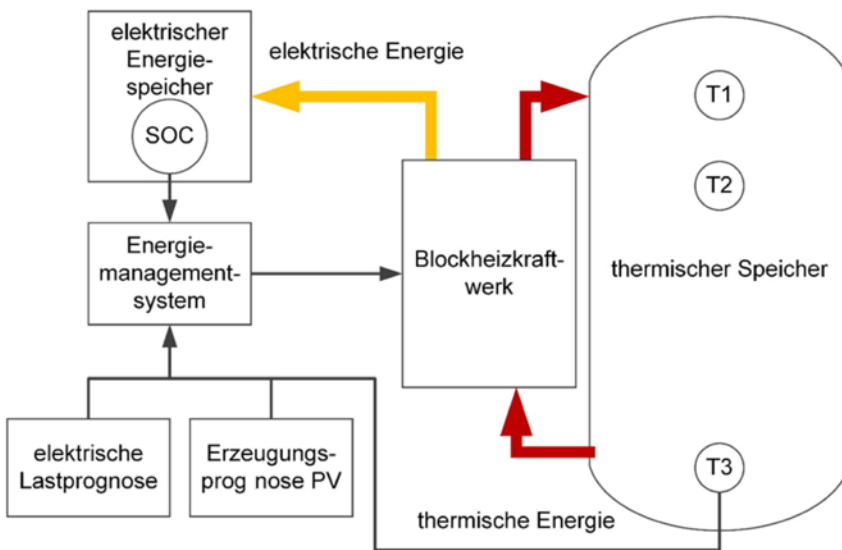 elektrischer
Energie-
speicher
SOC
elektrische Energie
T1
T2
thermischer Speicher
Energie-
management-
system
Blockheizkraft-
werk
elektrische
Lastprognose
Erzeugungs-
prog nose PV
T3
thermische Energie